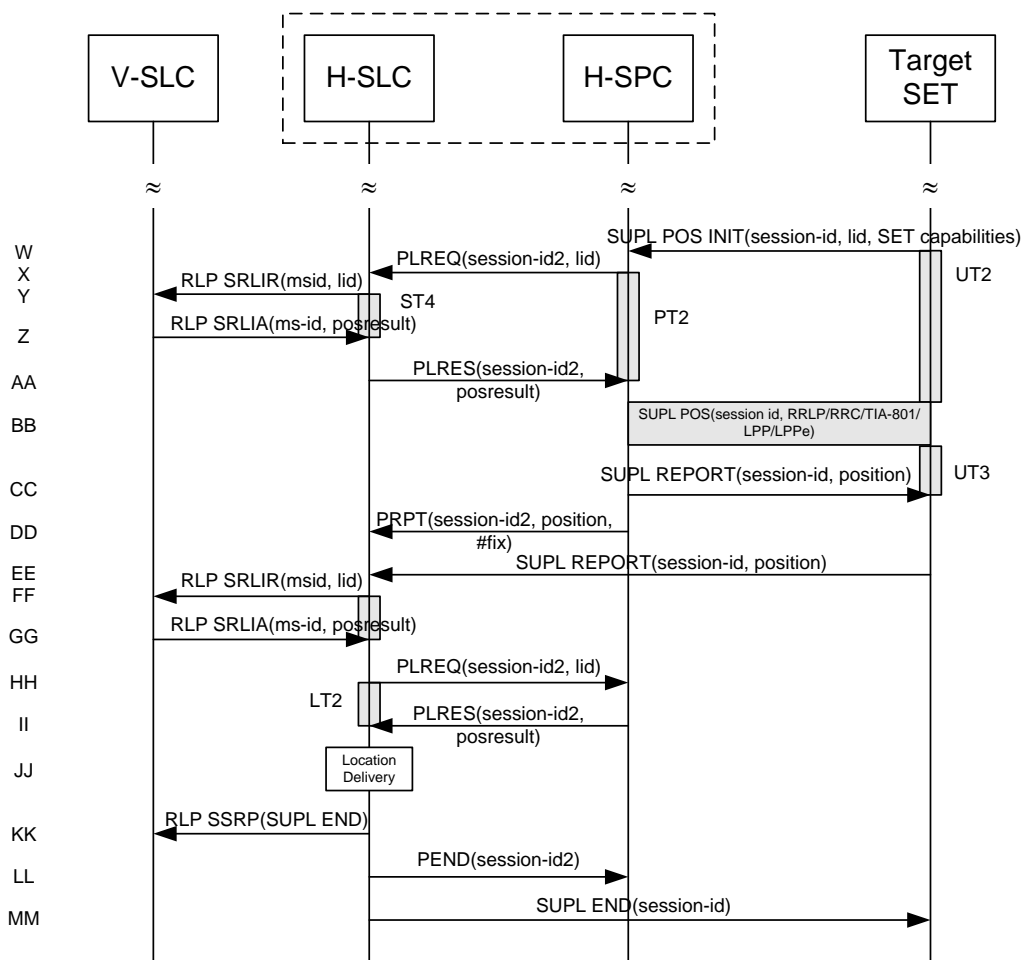 V-SLC
H-SLC
H-SPC
Target
SET
≈ ≈ ≈ ≈
W
SUPL POS INIT(session-id, lid, SET capabilities)
X
PLREQ(session-id2, lid)
UT2
Y
RLP SRLIR(msid, lid)
ST4
PT2
Z
RLP SRLIA(ms-id, posresult)
AA
PLRES(session-id2,
posresult)
BB
SUPL POS(session id, RRLP/RRC/TIA-801/
LPP/LPPe)
CC
SUPL REPORT(session-id, position)
UT3
DD
PRPT(session-id2, position,
#fix)
EE
SUPL REPORT(session-id, position)
FF
RLP SRLIR(msid, lid)
GG
RLP SRLIA(ms-id, posresult)
HH
PLREQ(session-id2, lid)
LT2
II
PLRES(session-id2,
posresult)
JJ
Location
Delivery
KK
RLP SSRP(SUPL END)
LL
PEND(session-id2)
MM
SUPL END(session-id)